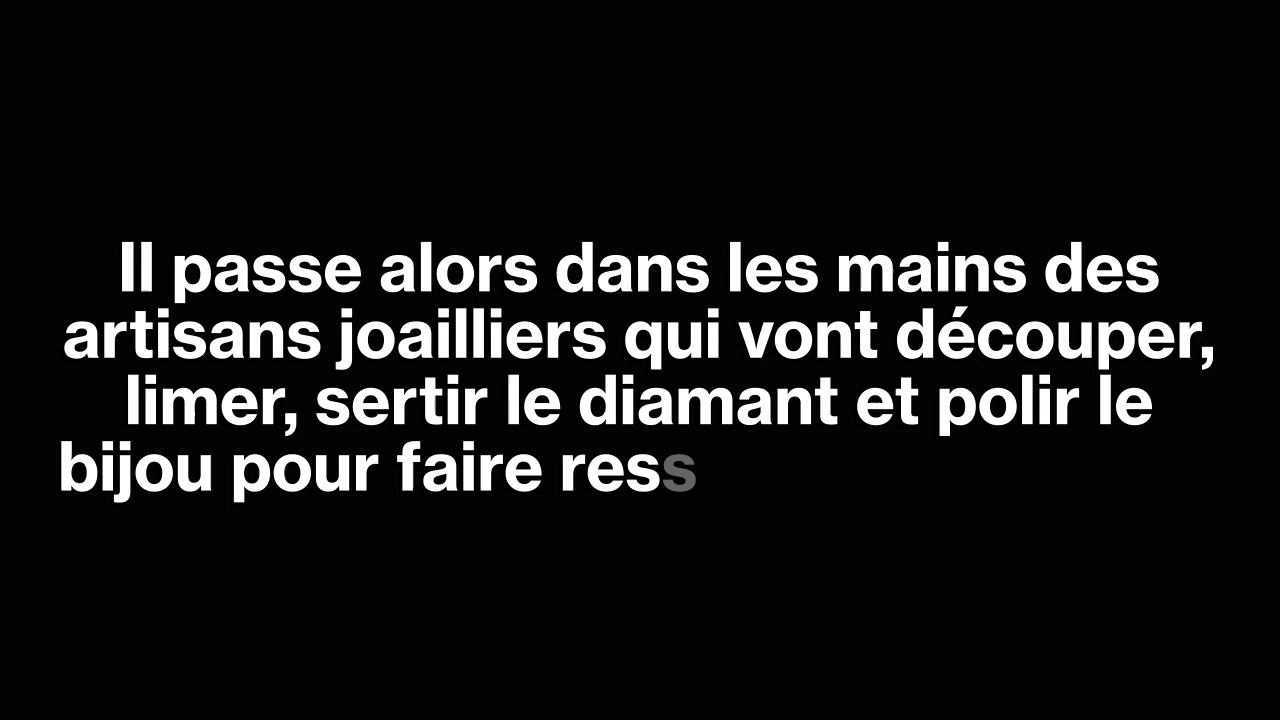 Il passe alors dans les mains des
artisans joailliers qui vont découper,
limer, sertir le diamant et polir le
bijou pour faire ress